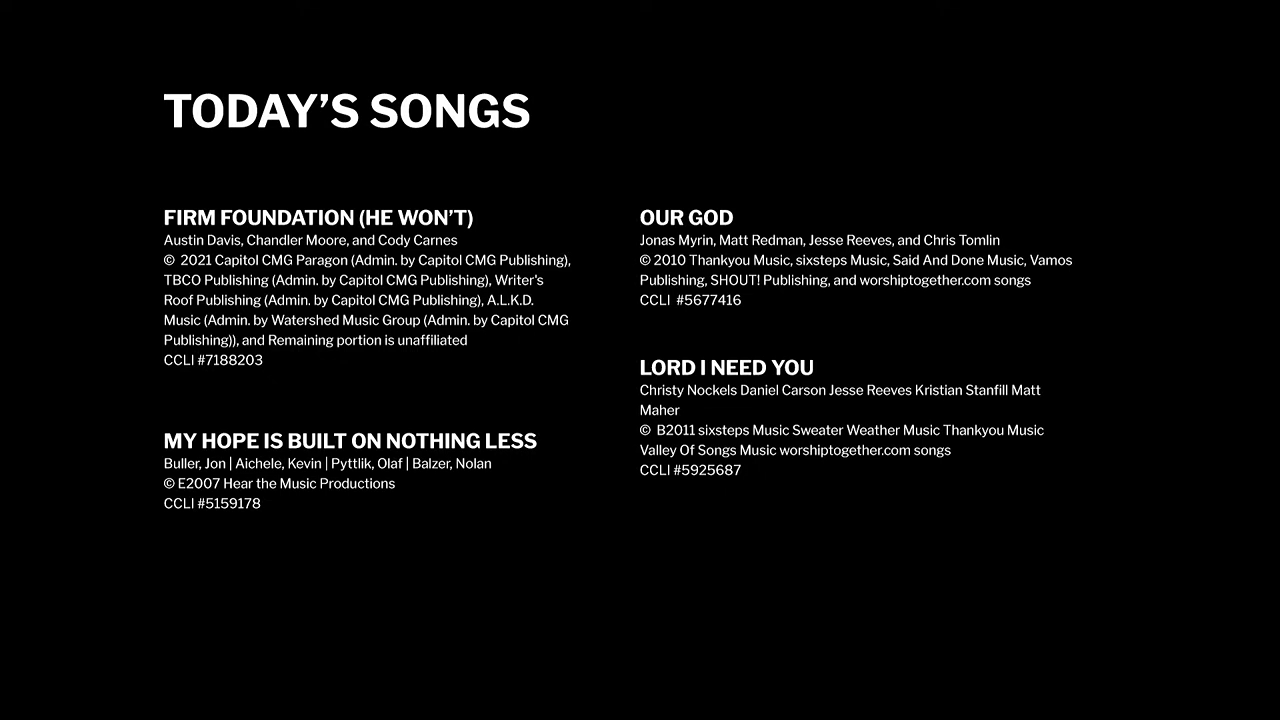 TODAY’S SONGS
FIRM FOUNDATION (HE WON’T)
Austin Davis, Chandler Moore, and Cody Carnes
©  2021 Capitol CMG Paragon (Admin. by Capitol CMG Publishing),
TBCO Publishing (Admin. by Capitol CMG Publishing), Writer's
Roof Publishing (Admin. by Capitol CMG Publishing), A.L.K.D.
Music (Admin. by Watershed Music Group (Admin. by Capitol CMG
Publishing)), and Remaining portion is unaffiliated
CCLI #7188203
MY HOPE IS BUILT ON NOTHING LESS
Buller, Jon | Aichele, Kevin | Pyttlik, Olaf | Balzer, Nolan
© E2007 Hear the Music Productions
CCLI #5159178
OUR GOD
Jonas Myrin, Matt Redman, Jesse Reeves, and Chris Tomlin
© 2010 Thankyou Music, sixsteps Music, Said And Done Music, Vamos
Publishing, SHOUT! Publishing, and worshiptogether.com songs
CCLI  #5677416
LORD I NEED YOU
Christy Nockels Daniel Carson Jesse Reeves Kristian Stanfill Matt
Maher
©  B2011 sixsteps Music Sweater Weather Music Thankyou Music
Valley Of Songs Music worshiptogether.com songs
CCLI #5925687